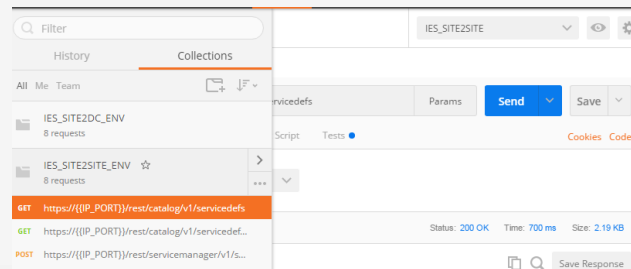 Filter
IES_SITE2SITE
History Collections
All Me Team
ervicedefs Params Send Save
IES_SITE2DC_ENV
8 requests
Script Tests
Cookies Code
IES_SITE2SITE_ENV
8 requests
GET https://{{IP_PORT}}/rest/catalog/v1/servicedefs
GET https://{{IP_PORT}}/rest/catalog/v1/servicedef...
Status: 200 OK Time: 700 ms Size: 2.19 KB
POST https://{{IP_PORT}}/rest/servicemanager/v1/s...
Save Response